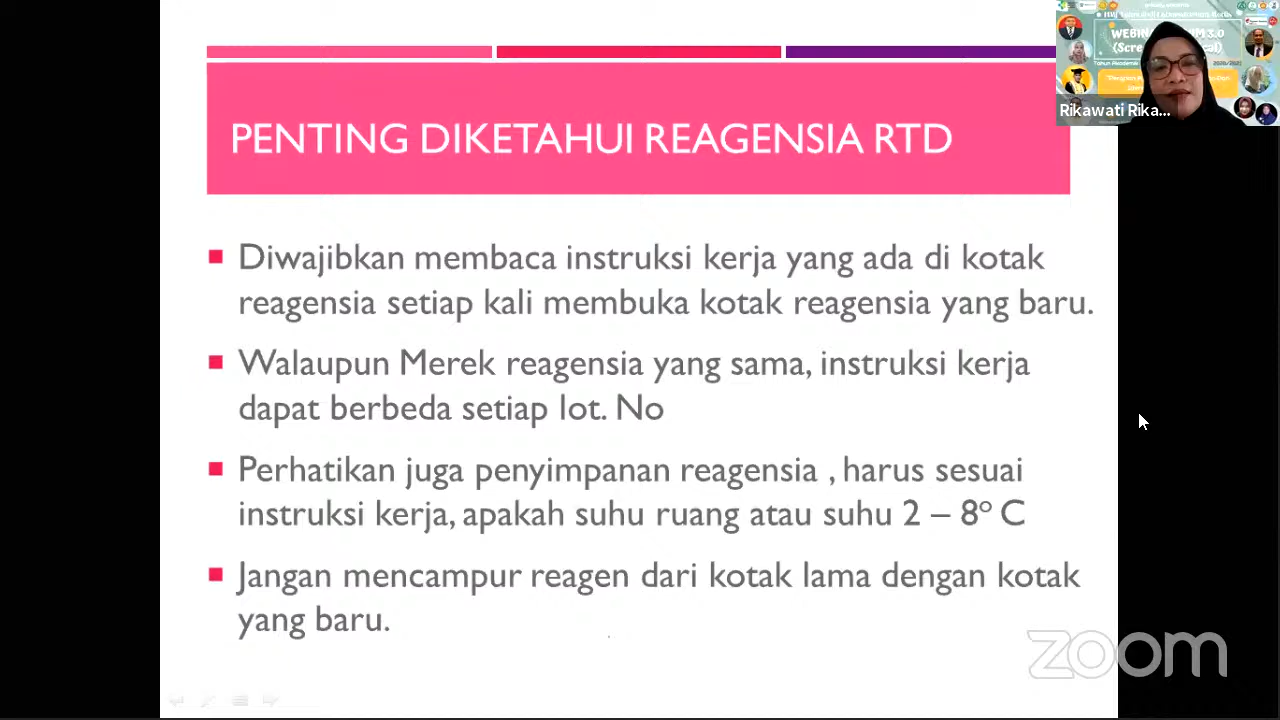 PENTING DIKETAHUI REAGENSIA RTD
Diwajibkan membaca instruksi kerja yang ada di kotak
reagensia setiap kali membuka kotak reagensia yang baru.
Walaupun Merek reagensia yang sama, instruksi kerja
dapat berbeda setiap lot. No
Perhatikan juga penyimpanan reagensia , harus sesuai
instruksi kerja, apakah suhu ruang atau suhu 2 – 8º C
Jangan mencampur reagen dari kotak lama dengan kotak
yang baru.
Rikawati Rika...
zoom